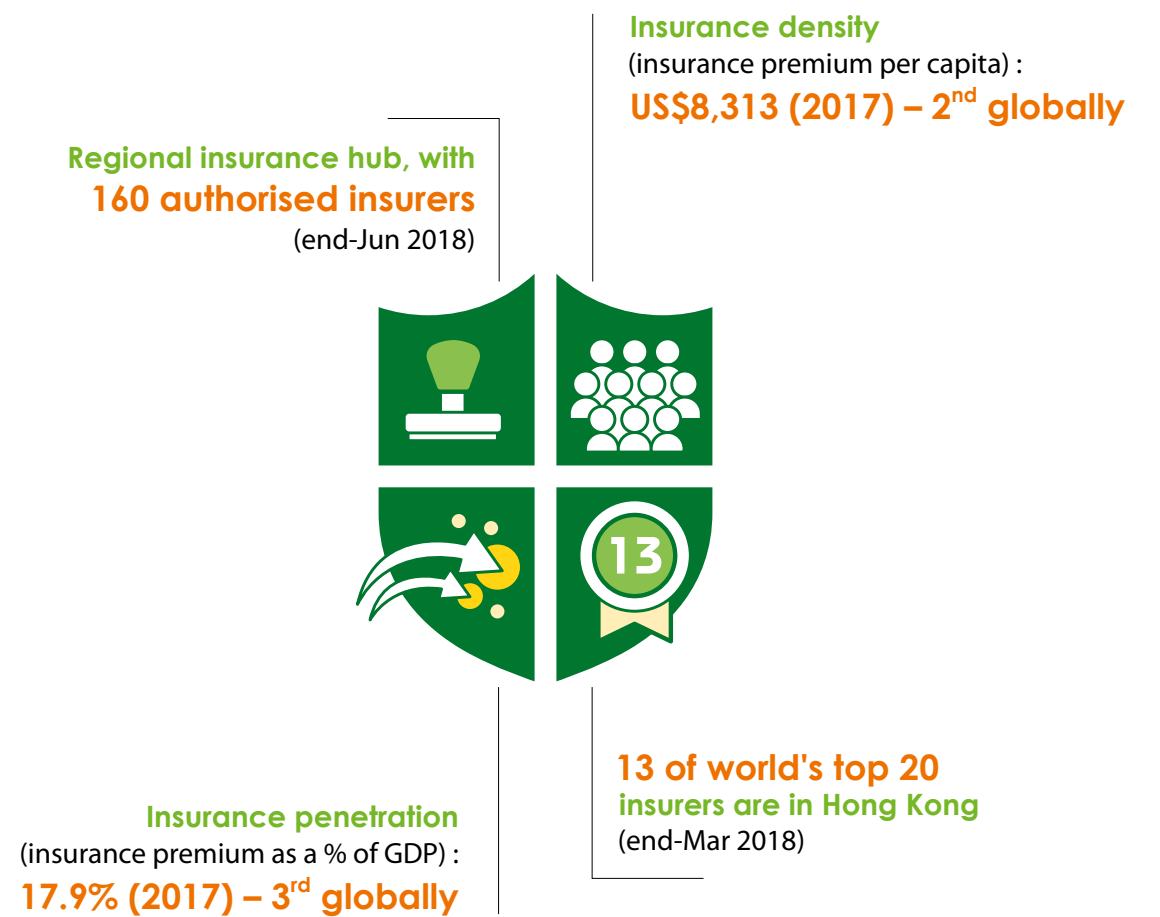 Insurance density
(insurance premium per capita) :
US$8,313 (2017) – 2nd globally
Regional insurance hub, with
160 authorised insurers
(end-Jun 2018)
13
13 of world's top 20
insurers are in Hong Kong
(end-Mar 2018)
Insurance penetration
(insurance premium as a % of GDP) :
17.9% (2017) – 3rd globally